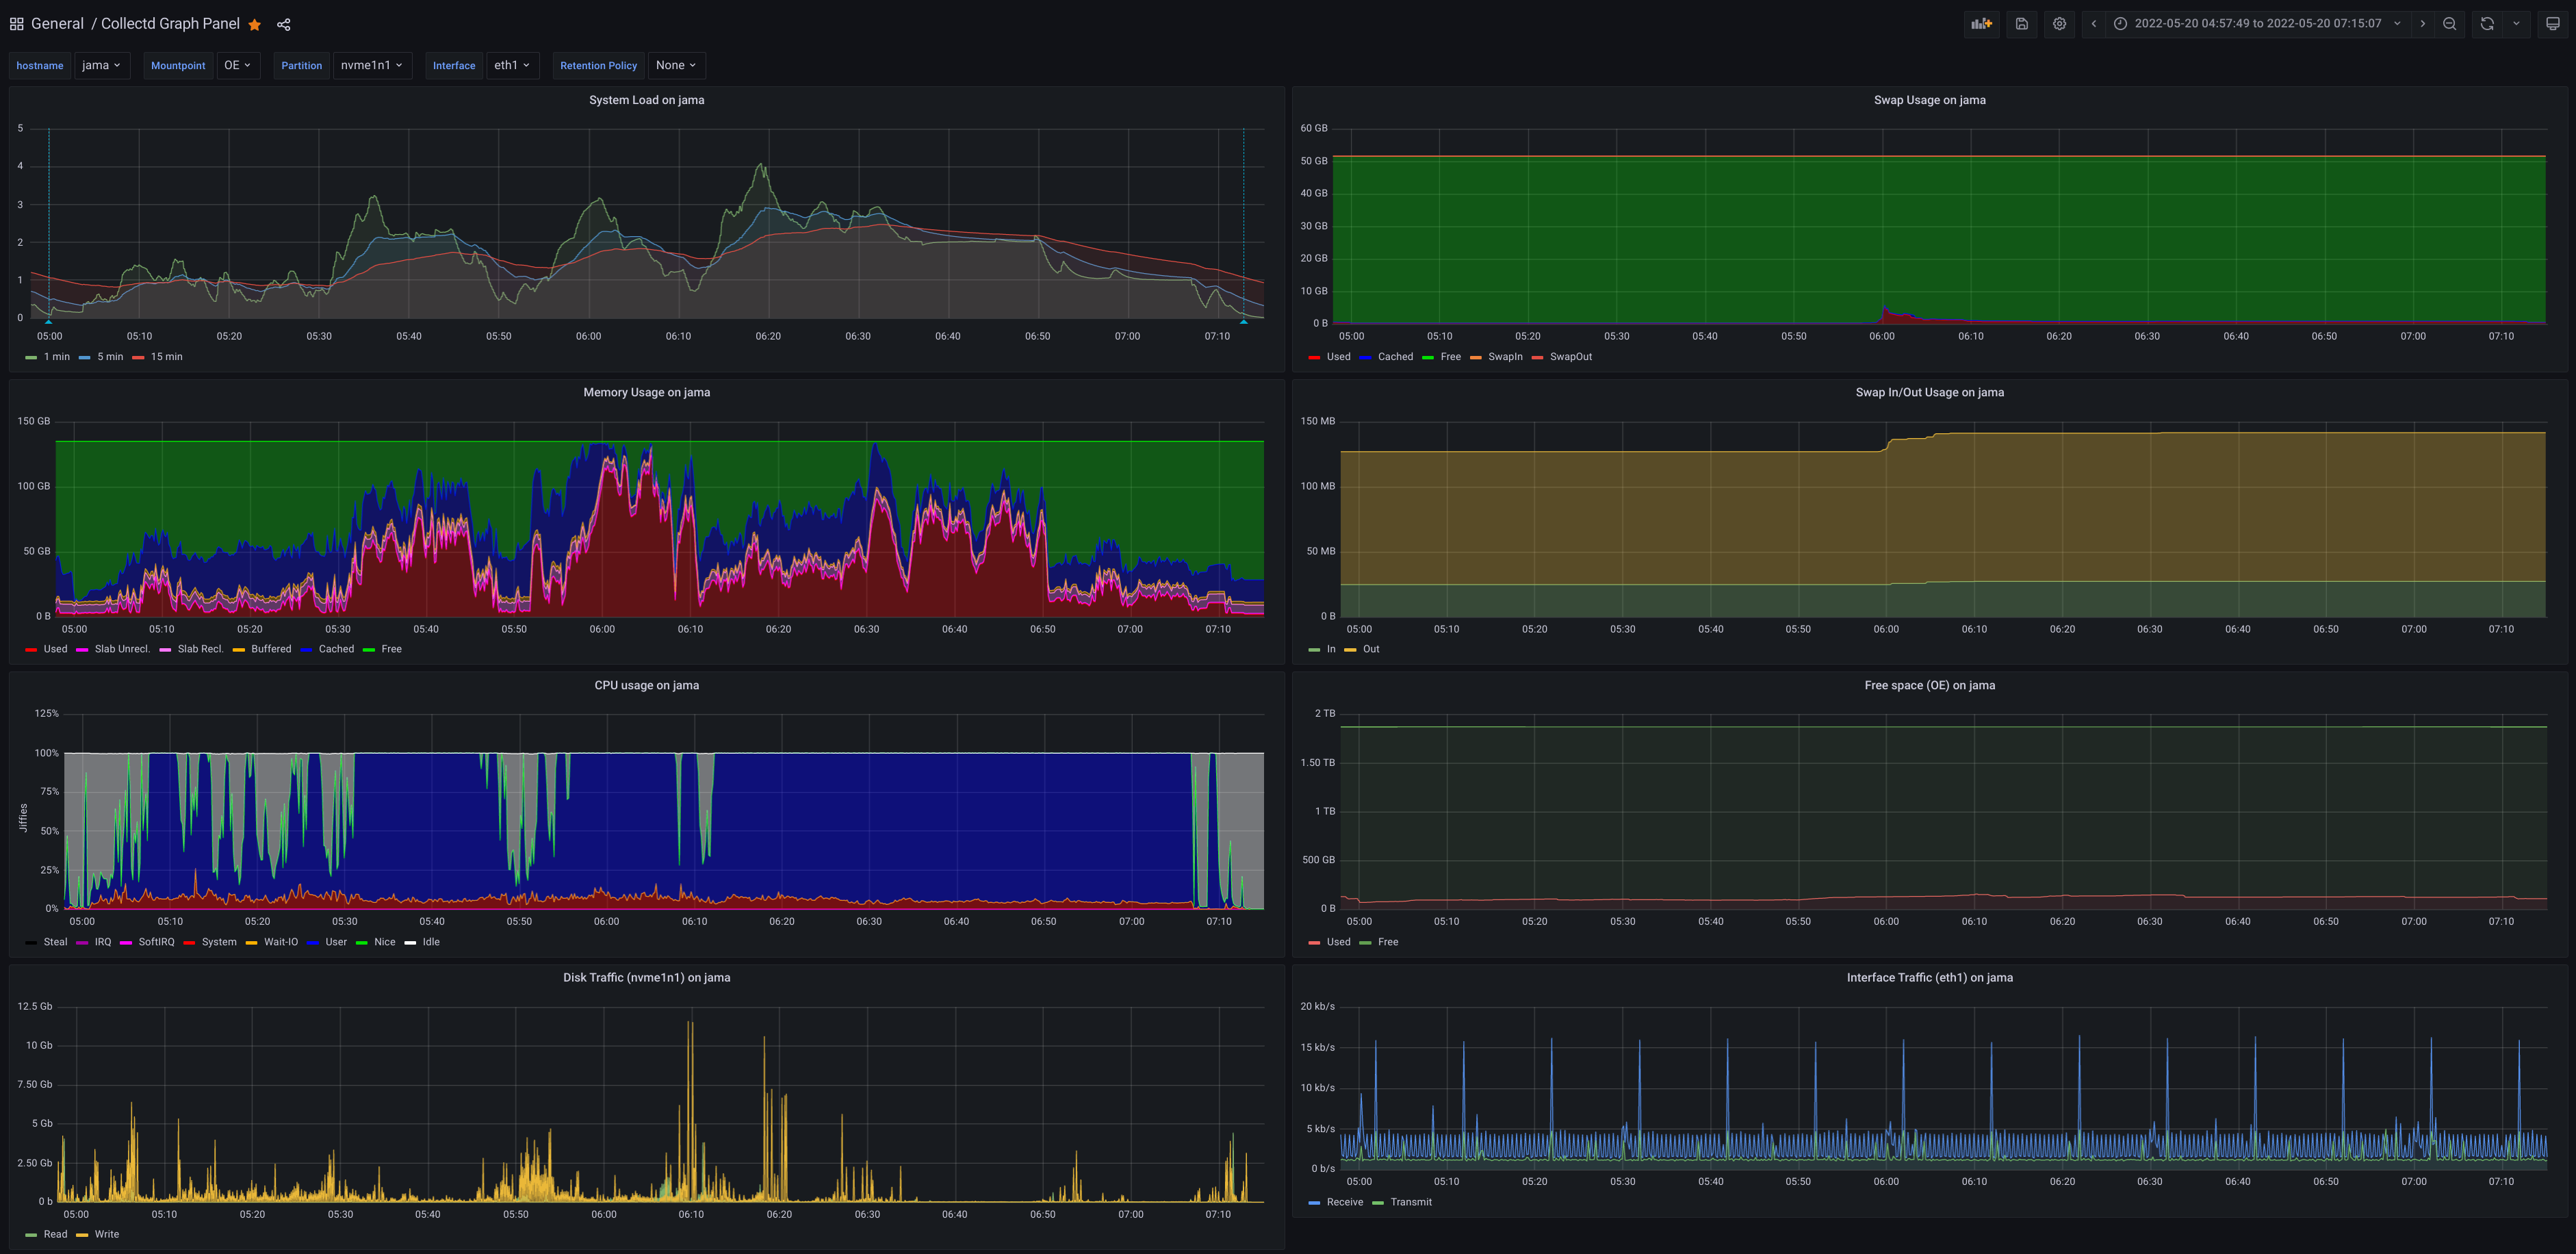 General / Collectd Graph Panel
2022-05-20 04:57:49 to 2022-05-20 07:15:07
hostname jama Mountpoint OE Partition nvme1n1 Interface eth1 Retention Policy None
System Load on jama
5
4
3
2
1
0
05:00 05:10 05:20 05:30 05:40 05:50 06:00 06:10 06:20 06:30 06:40 06:50 07:00 07:10
1 min 5 min 15 min
Swap Usage on jama
60 GB
50 GB
40 GB
30 GB
20 GB
10 GB
0 B
05:00 05:10 05:20 05:30 05:40 05:50 06:00 06:10 06:20 06:30 06:40 06:50 07:00 07:10
Used Cached Free SwapIn SwapOut
Memory Usage on jama
150 GB
100 GB
50 GB
0 B
05:00 05:10 05:20 05:30 05:40 05:50 06:00 06:10 06:20 06:30 06:40 06:50 07:00 07:10
Used Slab Unrecl. Slab Recl. Buffered Cached Free
Swap In/Out Usage on jama
150 MB
100 MB
50 MB
0 B
05:00 05:10 05:20 05:30 05:40 05:50 06:00 06:10 06:20 06:30 06:40 06:50 07:00 07:10
In Out
CPU usage on jama
Jiffies
125%
100%
75%
50%
25%
0%
05:00 05:10 05:20 05:30 05:40 05:50 06:00 06:10 06:20 06:30 06:40 06:50 07:00 07:10
Steal IRQ SoftIRQ System Wait-IO User Nice Idle
Free space (OE) on jama
2 TB
1.50 TB
1 TB
500 GB
0 B
05:00 05:10 05:20 05:30 05:40 05:50 06:00 06:10 06:20 06:30 06:40 06:50 07:00 07:10
Used Free
Disk Traffic (nvme1n1) on jama
12.5 Gb
10 Gb
7.50 Gb
5 Gb
2.50 Gb
0 b
05:00 05:10 05:20 05:30 05:40 05:50 06:00 06:10 06:20 06:30 06:40 06:50 07:00 07:10
Read Write
Interface Traffic (eth1) on jama
20 kb/s
15 kb/s
10 kb/s
5 kb/s
0 b/s
05:00 05:10 05:20 05:30 05:40 05:50 06:00 06:10 06:20 06:30 06:40 06:50 07:00 07:10
Receive Transmit